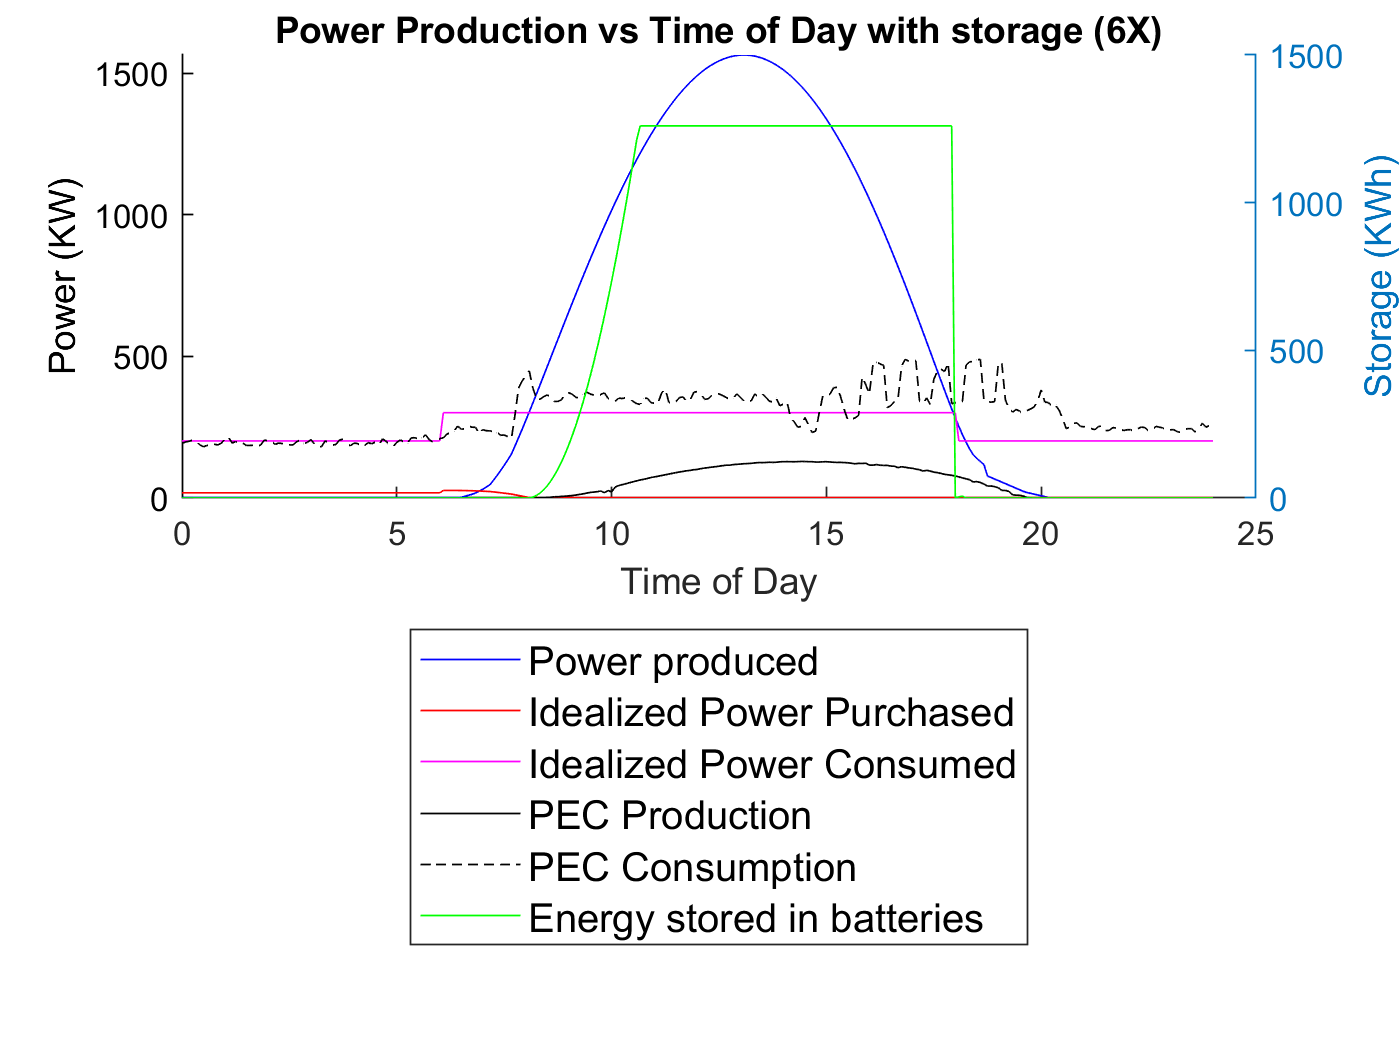 Power Production vs Time of Day with storage (6X)
1500
1000
500
0
Power (KW)
1500
1000
500
0
Storage (KWh)
0 5 10 15 20 25
Time of Day
Power produced
Idealized Power Purchased
Idealized Power Consumed
PEC Production
PEC Consumption
Energy stored in batteries